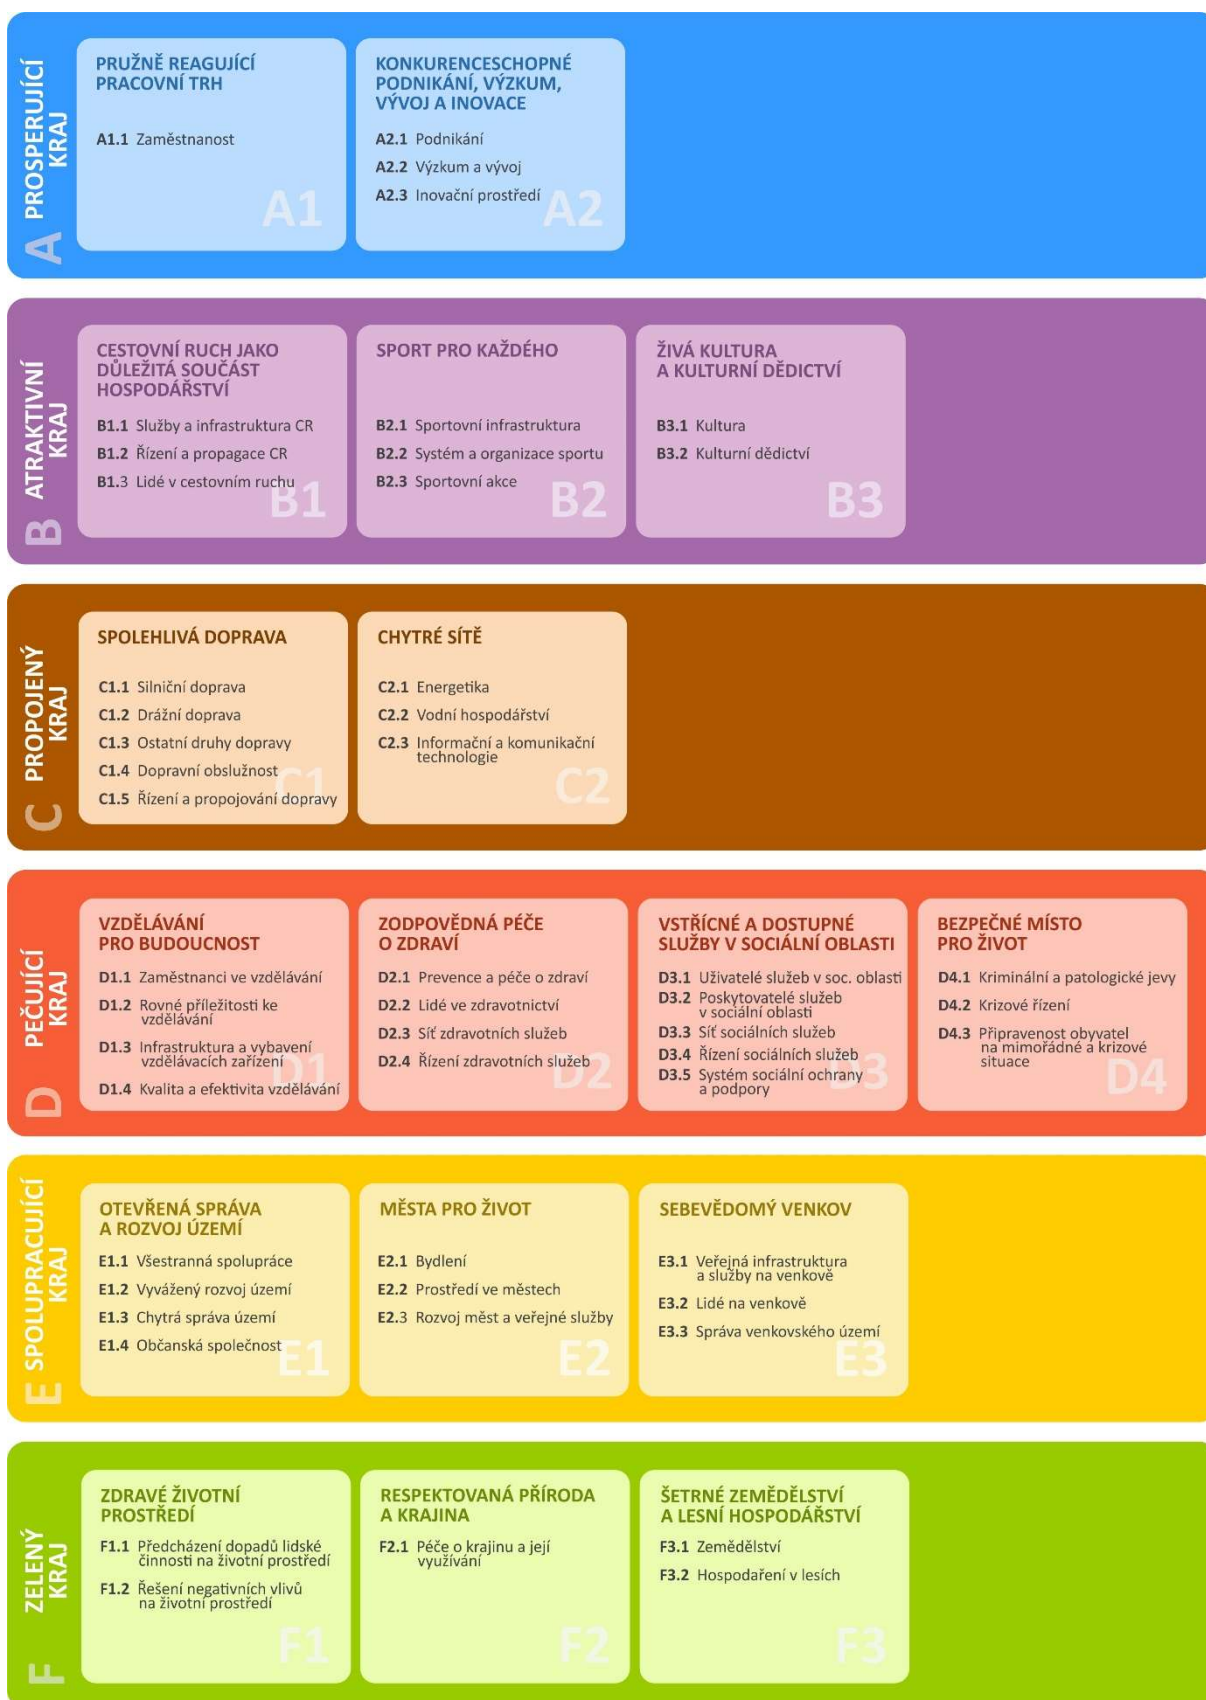 A PROSPERUJÍCÍ
KRAJ
PRUŽNĚ REAGUJÍCÍ
PRACOVNÍ TRH
A1.1 Zaměstnanost
A1
KONKURENCESCHOPNÉ
PODNIKÁNÍ, VÝZKUM,
VÝVOJ A INOVACE
A2.1 Podnikání
A2.2 Výzkum a vývoj
A2.3 Inovační prostředí
A2
B ATRAKTIVNÍ
KRAJ
CESTOVNÍ RUCH JAKO
DŮLEŽITÁ SOUČÁST
HOSPODÁŘSTVÍ
B1.1 Služby a infrastruktura CR
B1.2 Řízení a propagace CR
B1.3 Lidé v cestovním ruchu
B1
SPORT PRO KAŽDÉHO
B2.1 Sportovní infrastruktura
B2.2 Systém a organizace sportu
B2.3 Sportovní akce
B2
ŽIVÁ KULTURA
A KULTURNÍ DĚDICTVÍ
B3.1 Kultura
B3.2 Kulturní dědictví
B3
C PROPOJENÝ
KRAJ
SPOLEHLIVÁ DOPRAVA
C1.1 Silniční doprava
C1.2 Drážní doprava
C1.3 Ostatní druhy dopravy
C1.4 Dopravní obslužnost
C1.5 Řízení a propojování dopravy
C1
CHYTRÉ SÍTĚ
C2.1 Energetika
C2.2 Vodní hospodářství
C2.3 Informační a komunikační
technologie
C2
D PEČUJÍCÍ
KRAJ
VZDĚLÁVÁNÍ
PRO BUDOUCNOST
D1.1 Zaměstnanci ve vzdělávání
D1.2 Rovné příležitosti ke
vzdělávání
D1.3 Infrastruktura a vybavení
vzdělávacích zařízení
D1.4 Kvalita a efektivita vzdělávání
D1
ZODPOVĚDNÁ PÉČE
O ZDRAVÍ
D2.1 Prevence a péče o zdraví
D2.2 Lidé ve zdravotnictví
D2.3 Síť zdravotních služeb
D2.4 Řízení zdravotních služeb
D2
VSTŘÍCNÉ A DOSTUPNÉ
SLUŽBY V SOCIÁLNÍ OBLASTI
D3.1 Uživatelé služeb v soc. oblasti
D3.2 Poskytovatelé služeb
v sociální oblasti
D3.3 Síť sociálních služeb
D3.4 Řízení sociálních služeb
D3.5 Systém sociální ochrany
a podpory
D3
BEZPEČNÉ MÍSTO
PRO ŽIVOT
D4.1 Kriminální a patologické jevy
D4.2 Krizové řízení
D4.3 Připravenost obyvatel
na mimořádné a krizové
situace
D4
E SPOLUPRACUJÍCÍ
KRAJ
OTEVŘENÁ SPRÁVA
A ROZVOJ ÚZEMÍ
E1.1 Všestranná spolupráce
E1.2 Vyvážený rozvoj území
E1.3 Chytrá správa území
E1.4 Občanská společnost
E1
MĚSTA PRO ŽIVOT
E2.1 Bydlení
E2.2 Prostředí ve městech
E2.3 Rozvoj měst a veřejné služby
E2
SEBEVĚDOMÝ VENKOV
E3.1 Veřejná infrastruktura
a služby na venkově
E3.2 Lidé na venkově
E3.3 Správa venkovského území
E3
F ZELENÝ
KRAJ
ZDRAVÉ ŽIVOTNÍ
PROSTŘEDÍ
F1.1 Předcházení dopadů lidské
činnosti na životní prostředí
F1.2 Řešení negativních vlivů
na životní prostředí
F1
RESPEKTOVANÁ PŘÍRODA
A KRAJINA
F2.1 Péče o krajinu a její
využívání
F2
ŠETRNÉ ZEMĚDĚLSTVÍ
A LESNÍ HOSPODÁŘSTVÍ
F3.1 Zemědělství
F3.2 Hospodaření v lesích
F3